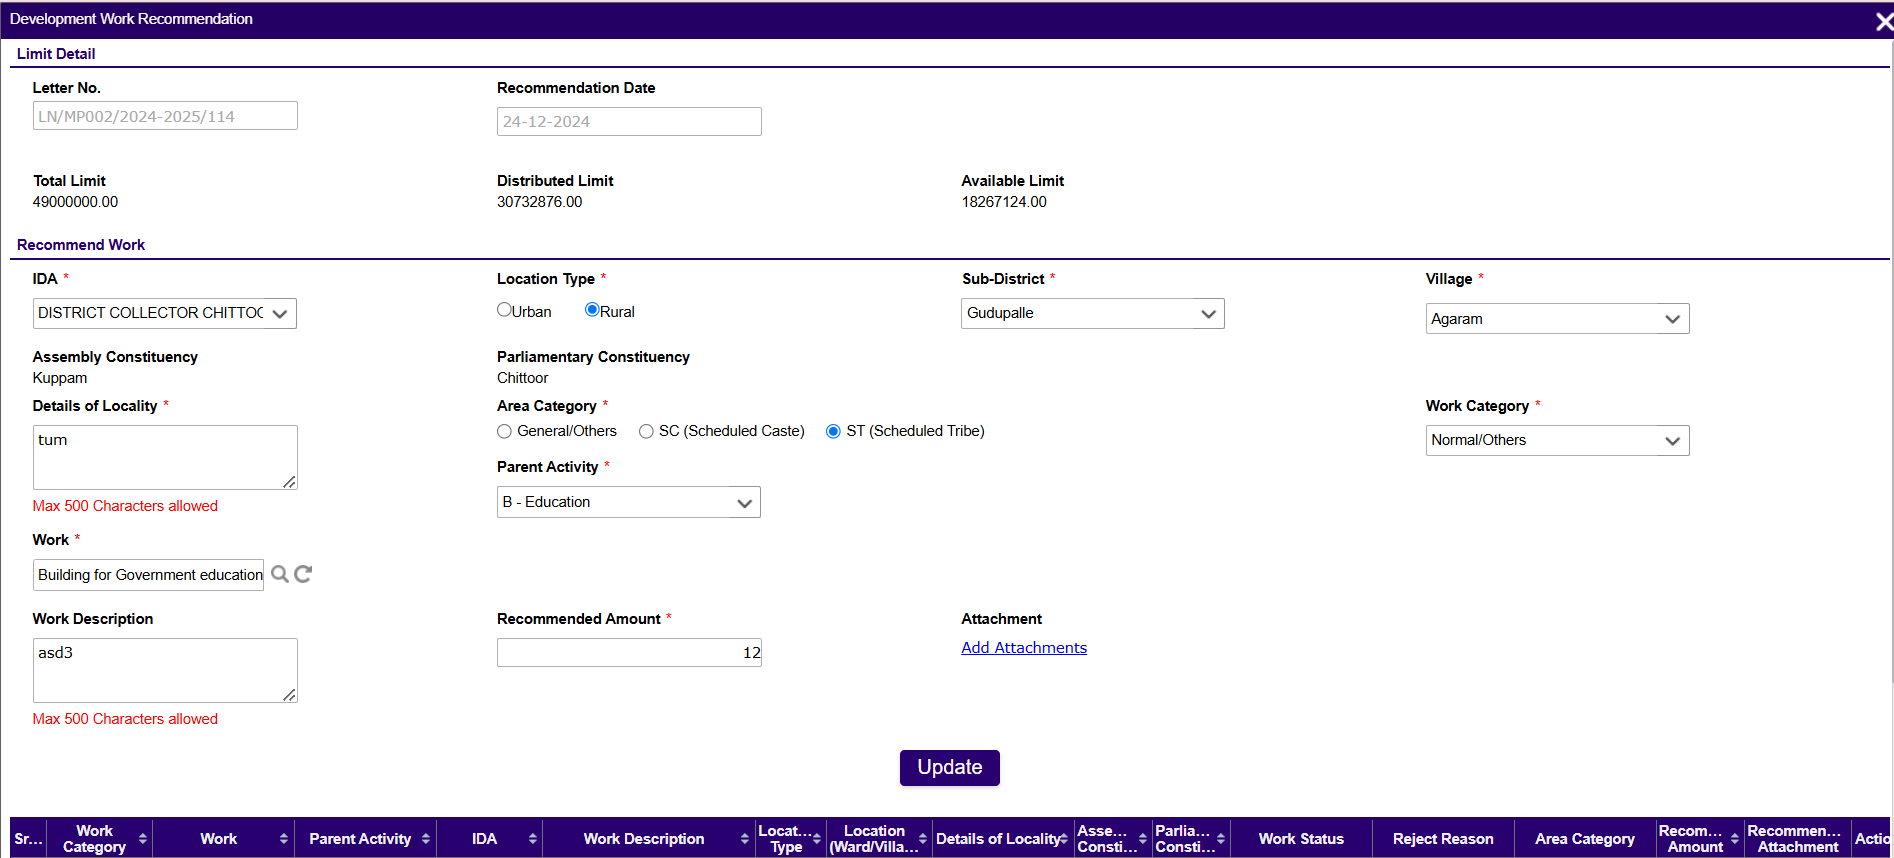 Development Work Recommendation
Limit Detail
Letter No.
Recommendation Date
LN/MP002/2024-2025/114
24-12-2024
Total Limit
Distributed Limit
Available Limit
49000000.00
30732876.00
18267124.00
Recommend Work
IDA *
Location Type *
Sub-District *
Village *
DISTRICT COLLECTOR CHITTOO
Urban
Rural
Gudupalle
Agaram
Assembly Constituency
Parliamentary Constituency
Kuppam
Chittoor
Details of Locality *
Area Category *
Work Category *
tum
General/Others
SC (Scheduled Caste)
ST (Scheduled Tribe)
Normal/Others
Parent Activity *
B - Education
Max 500 Characters allowed
Work *
Building for Government education
Work Description
Recommended Amount *
Attachment
asd3
12
Add Attachments
Max 500 Characters allowed
Update
Sr...
Work Category
Work
Parent Activity
IDA
Work Description
Locat... Type
Location (Ward/Villa...
Details of Locality
Asse... Consti...
Parlia... Consti...
Work Status
Reject Reason
Area Category
Recom... Amount
Recommen... Attachment
Actio